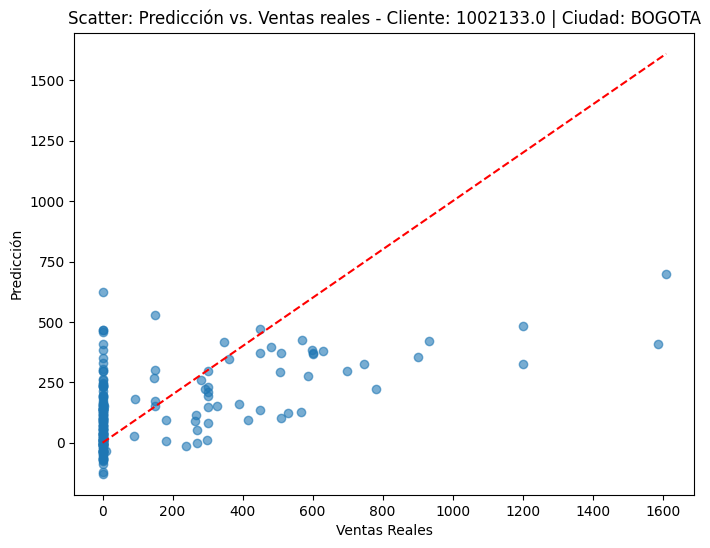 Scatter: Predicción vs. Ventas reales - Cliente: 1002133.0 | Ciudad: BOGOTA
1500
1250
1000
750
500
250
0
Predicción
0 200 400 600 800 1000 1200 1400 1600
Ventas Reales